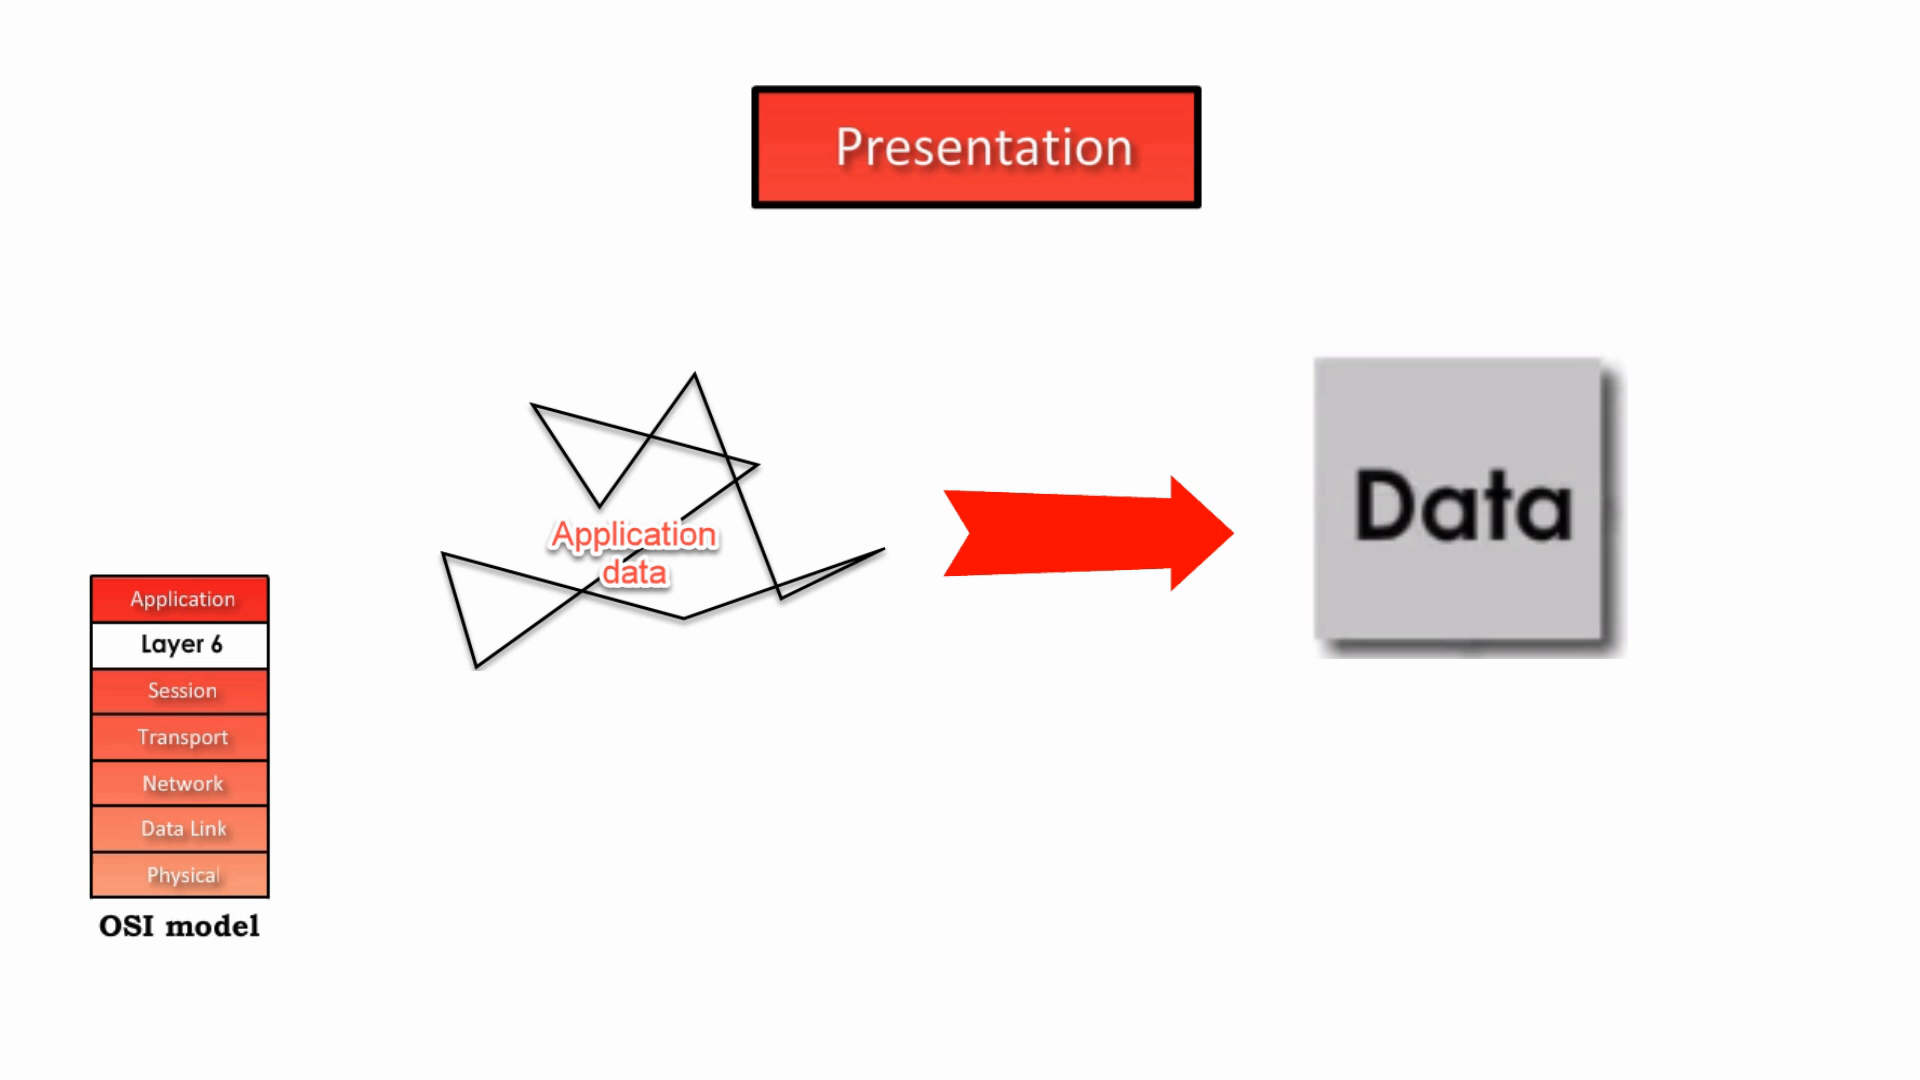 Presentation
Application
data
Data
Application
Layer 6
Session
Transport
Network
Data Link
Physical
OSI model